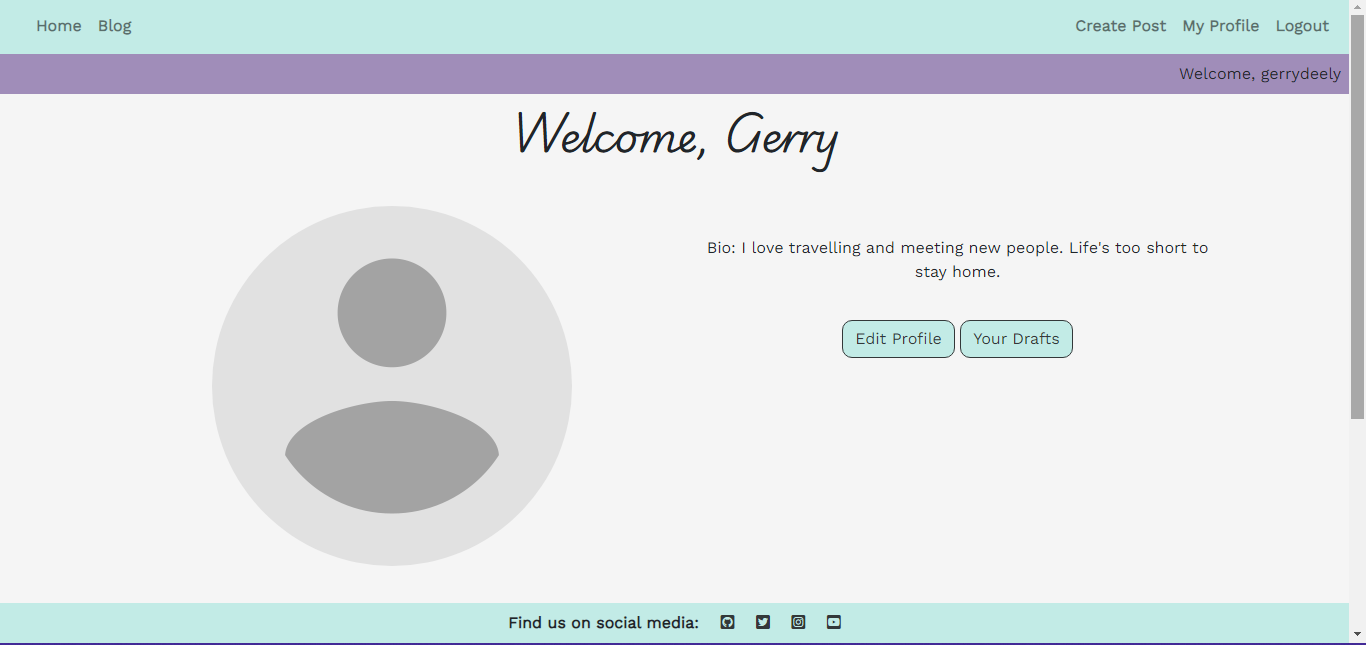 Home Blog Create Post My Profile Logout
Welcome, gerrydeely
Welcome, Gerry
Bio: I love travelling and meeting new people. Life's too short to
stay home.
Edit Profile Your Drafts
Find us on social media: